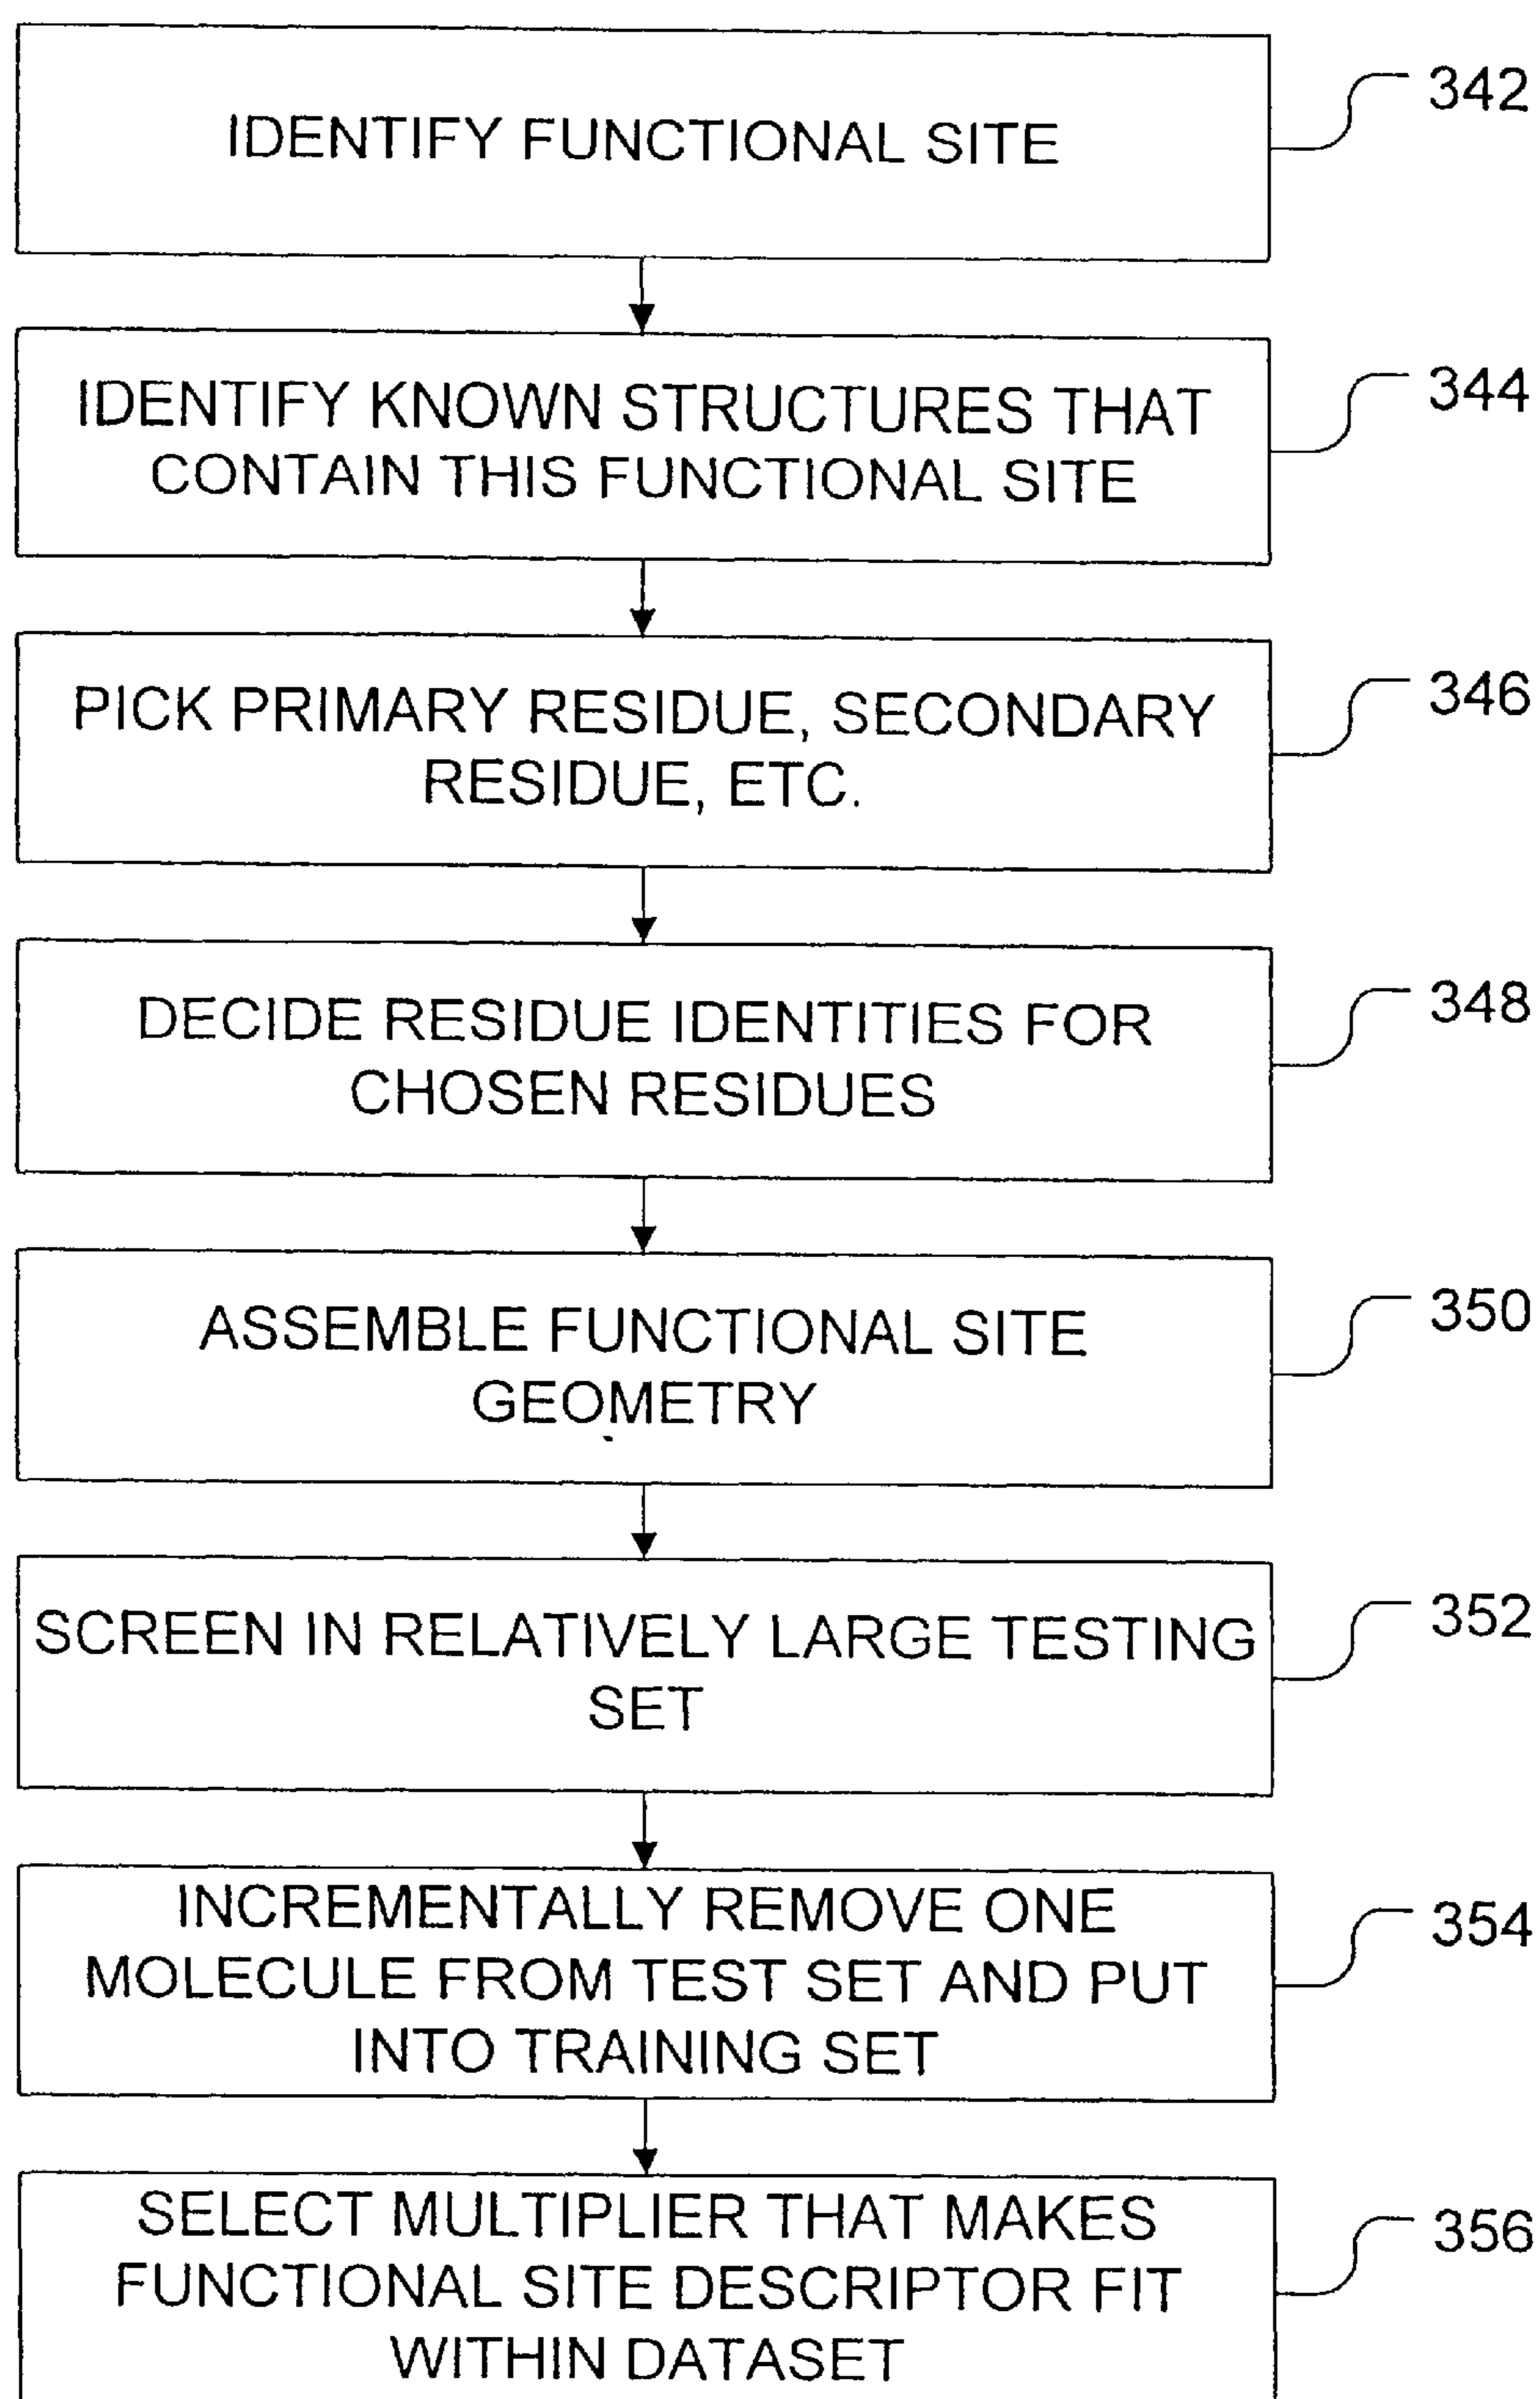 IDENTIFY FUNCTIONAL SITE
342
IDENTIFY KNOWN STRUCTURES THAT
CONTAIN THIS FUNCTIONAL SITE
344
PICK PRIMARY RESIDUE, SECONDARY
RESIDUE, ETC.
346
DECIDE RESIDUE IDENTITIES FOR
CHOSEN RESIDUES
348
ASSEMBLE FUNCTIONAL SITE
GEOMETRY
350
SCREEN IN RELATIVELY LARGE TESTING
SET
352
INCREMENTALLY REMOVE ONE
MOLECULE FROM TEST SET AND PUT
INTO TRAINING SET
354
SELECT MULTIPLIER THAT MAKES
FUNCTIONAL SITE DESCRIPTOR FIT
WITHIN DATASET
356